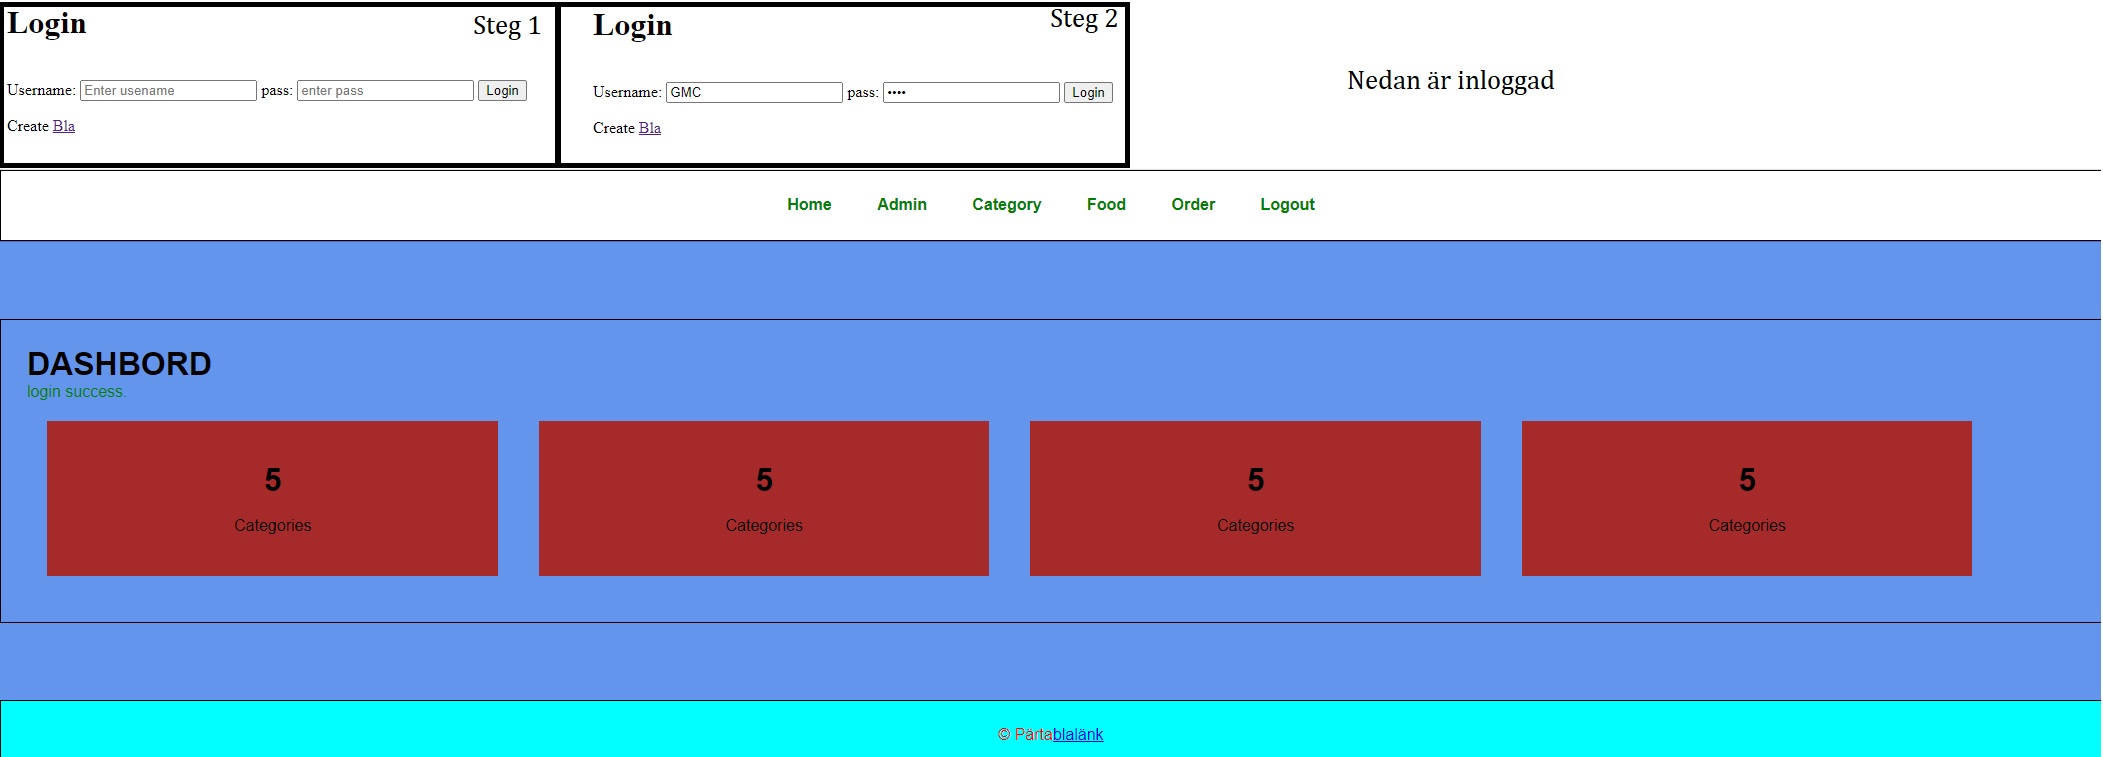 Login
Steg 1
Username: Enter usename pass: enter pass Login
Create Bla
Login
Steg 2
Username: GMC pass: •••• Login
Create Bla
Nedan är inloggad
Home Admin Category Food Order Logout
DASHBORD
login success.
5 5 5 5
Categories Categories Categories Categories
© Pärtablalänk